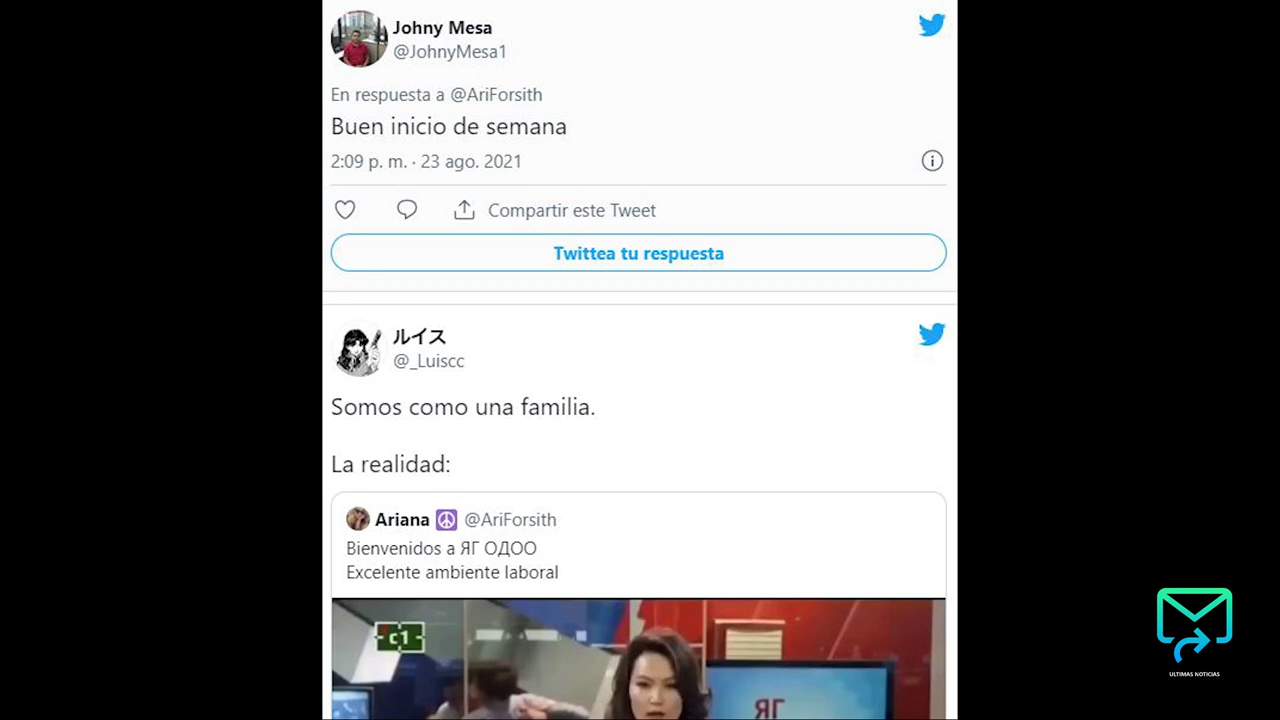 Johny Mesa
@JohnyMesa1
En respuesta a @AriForsith
Buen inicio de semana
2:09 p. m. · 23 ago. 2021
Compartir este Tweet
Twittea tu respuesta
ルイス
@_Luiscc
Somos como una familia.
La realidad:
Ariana ☮ @AriForsith
Bienvenidos a ЯГ ОДОО
Excelente ambiente laboral
c1
ЯГ
ULTIMAS NOTICIAS